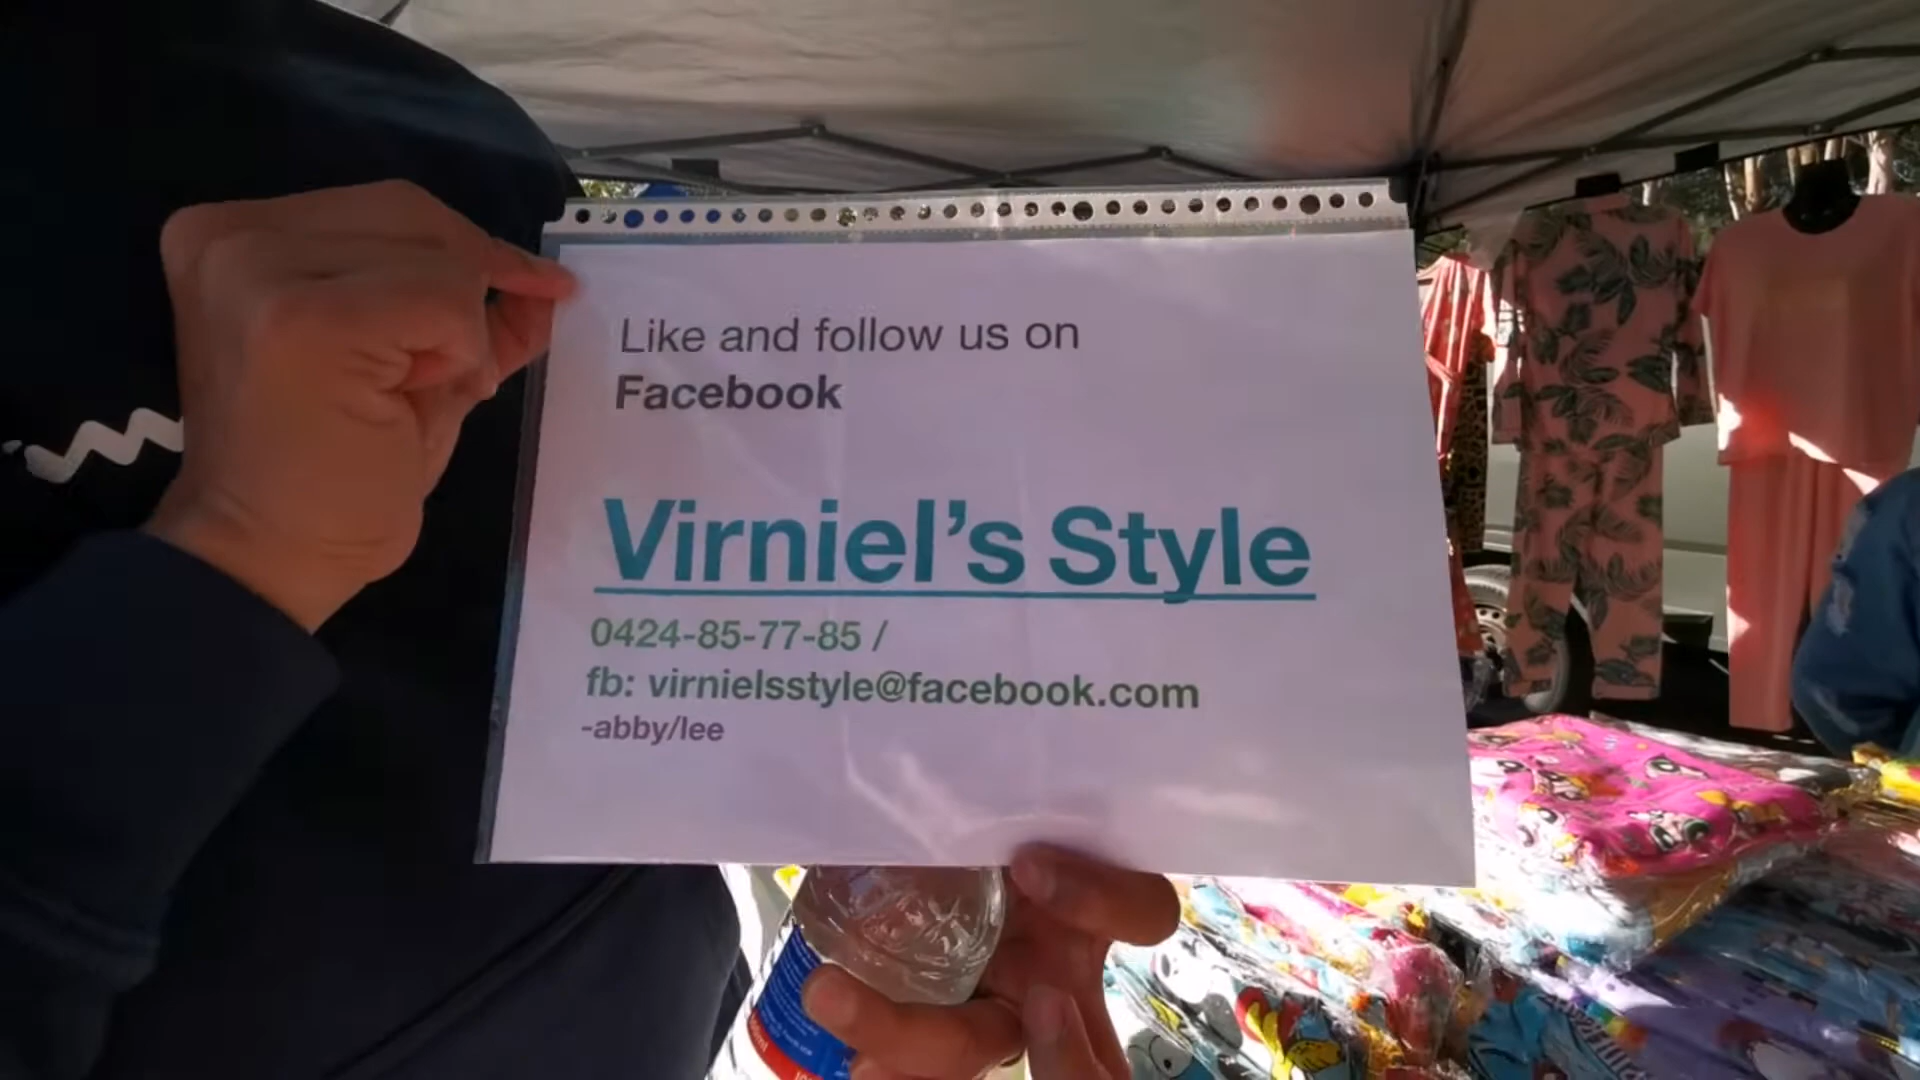 Like and follow us on
Facebook
Virniel's Style
0424-85-77-85 /
fb: virnielsstyle@facebook.com
-abby/lee